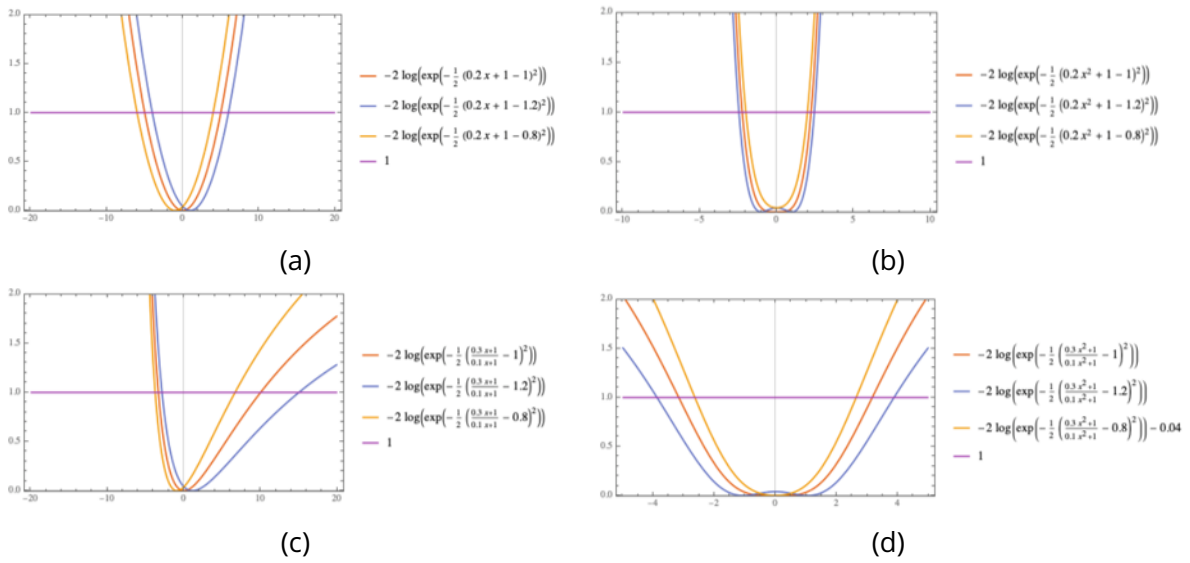 2.0
1.5
1.0
0.5
0.0
−20 −10 0 10 20
−2 log(exp(−1/2 (0.2 x + 1 − 1)²))
−2 log(exp(−1/2 (0.2 x + 1 − 1.2)²))
−2 log(exp(−1/2 (0.2 x + 1 − 0.8)²))
1
(a)
2.0
1.5
1.0
0.5
0.0
−10 −5 0 5 10
−2 log(exp(−1/2 (0.2 x² + 1 − 1)²))
−2 log(exp(−1/2 (0.2 x² + 1 − 1.2)²))
−2 log(exp(−1/2 (0.2 x² + 1 − 0.8)²))
1
(b)
2.0
1.5
1.0
0.5
0.0
−20 −10 0 10 20
−2 log(exp(−1/2 (0.3 x+1/0.1 x+1 − 1)²))
−2 log(exp(−1/2 (0.3 x+1/0.1 x+1 − 1.2)²))
−2 log(exp(−1/2 (0.3 x+1/0.1 x+1 − 0.8)²))
1
(c)
2.0
1.5
1.0
0.5
0.0
−4 −2 0 2 4
−2 log(exp(−1/2 (0.3 x²+1/0.1 x²+1 − 1)²))
−2 log(exp(−1/2 (0.3 x²+1/0.1 x²+1 − 1.2)²))
−2 log(exp(−1/2 (0.3 x²+1/0.1 x²+1 − 0.8)²)) − 0.04
1
(d)